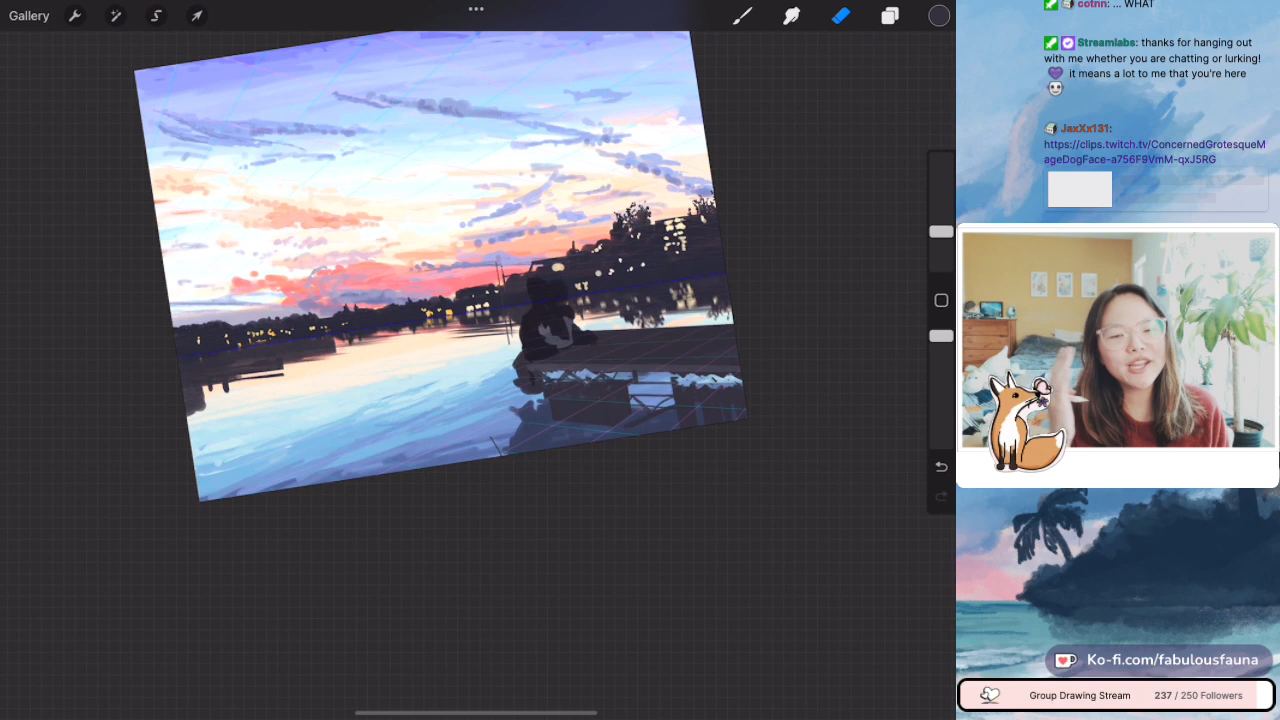 Gallery
cotnn: ... WHAT
Streamlabs: thanks for hanging out
with me whether you are chatting or lurking!
it means a lot to me that you're here
JaxXx131:
https://clips.twitch.tv/ConcernedGrotesqueM
ageDogFace-a756F9VmM-qxJ5RG
Ko-fi.com/fabulousfauna
Group Drawing Stream 237 / 250 Followers